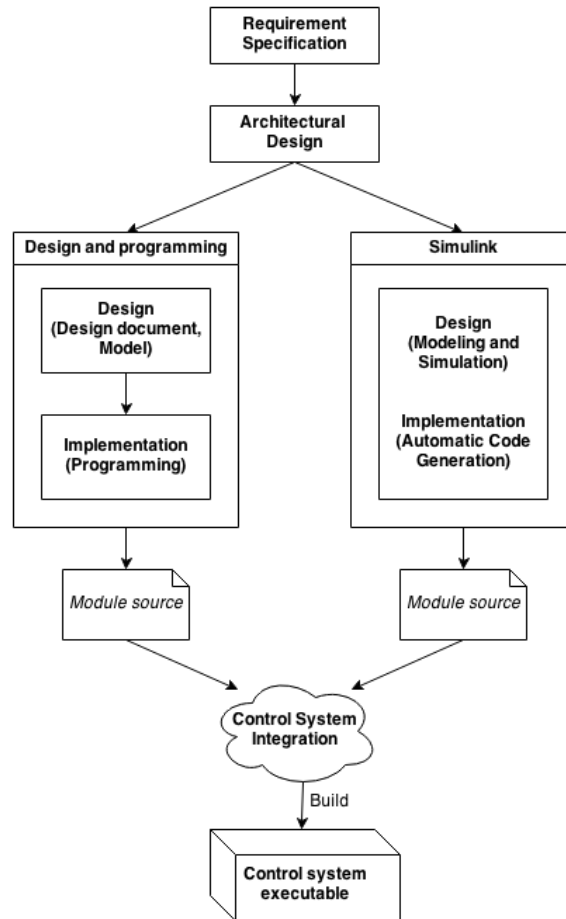 Requirement
Specification
Architectural
Design
Design and programming
Design
(Design document,
Model)
Implementation
(Programming)
Module source
Simulink
Design
(Modeling and
Simulation)
Implementation
(Automatic Code
Generation)
Module source
Control System
Integration
Build
Control system
executable